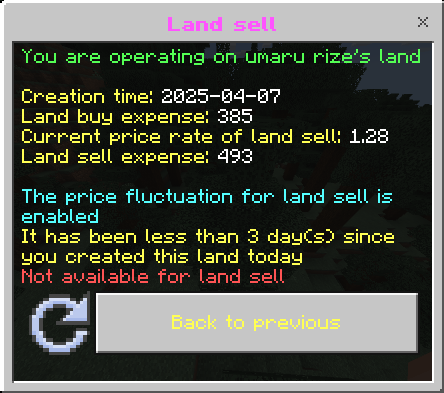 Land sell
You are operating on umaru rize's land
Creation time: 2025-04-07
Land buy expense: 385
Current price rate of land sell: 1.28
Land sell expense: 493
The price fluctuation for land sell is
enabled
It has been less than 3 day(s) since
you created this land today
Not available for land sell
Back to previous